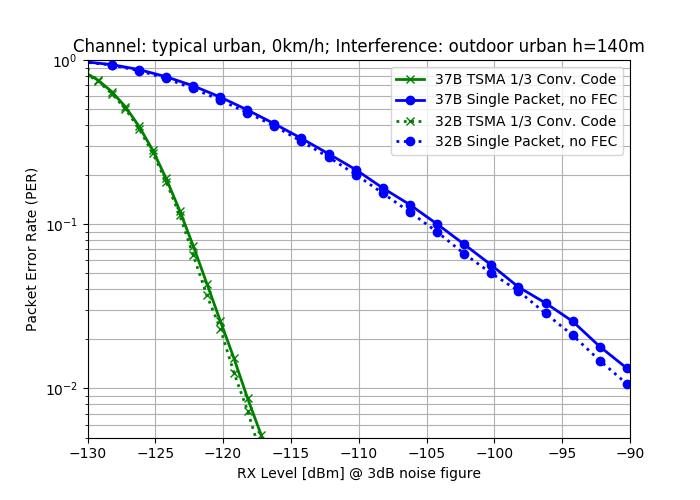 Channel: typical urban, 0km/h; Interference: outdoor urban h=140m
37B TSMA 1/3 Conv. Code
37B Single Packet, no FEC
32B TSMA 1/3 Conv. Code
32B Single Packet, no FEC
Packet Error Rate (PER)
10⁰
10⁻¹
10⁻²
−130 −125 −120 −115 −110 −105 −100 −95 −90
RX Level [dBm] @ 3dB noise figure